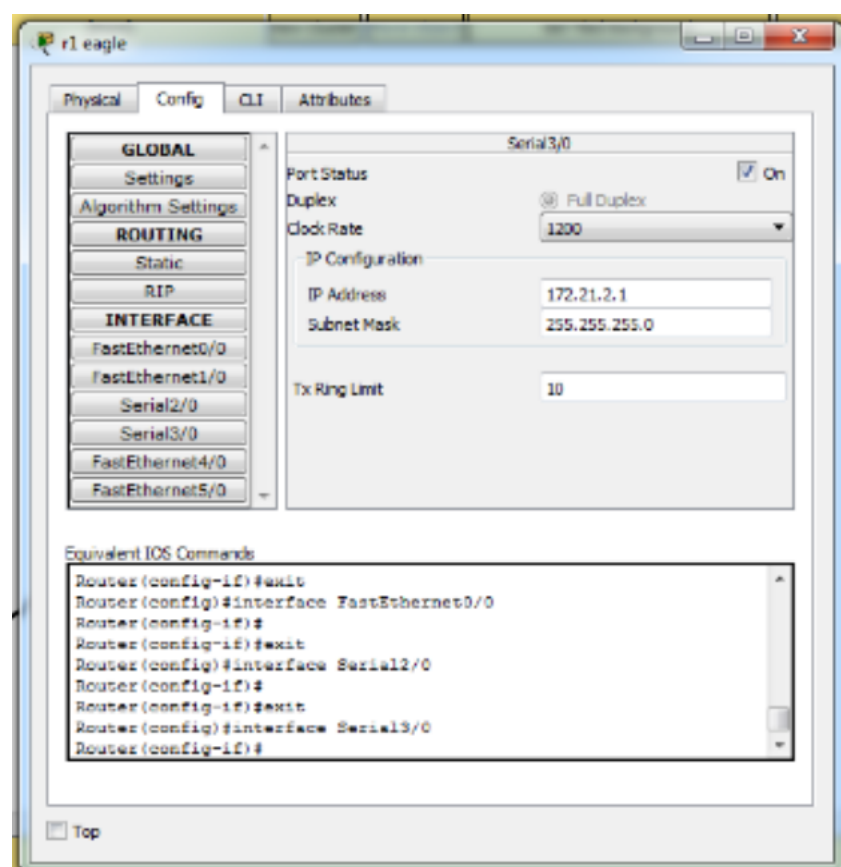 r1 eagle
Physical Config CLI Attributes
GLOBAL
Settings
Algorithm Settings
ROUTING
Static
RIP
INTERFACE
FastEthernet0/0
FastEthernet1/0
Serial2/0
Serial3/0
FastEthernet4/0
FastEthernet5/0
Serial3/0
Port Status On
Duplex Full Duplex
Clock Rate 1200
IP Configuration
IP Address 172.21.2.1
Subnet Mask 255.255.255.0
Tx Ring Limit 10
Equivalent IOS Commands
Router(config-if)#exit
Router(config)#interface FastEthernet0/0
Router(config-if)#
Router(config-if)#exit
Router(config)#interface Serial2/0
Router(config-if)#
Router(config-if)#exit
Router(config)#interface Serial3/0
Router(config-if)#
Top